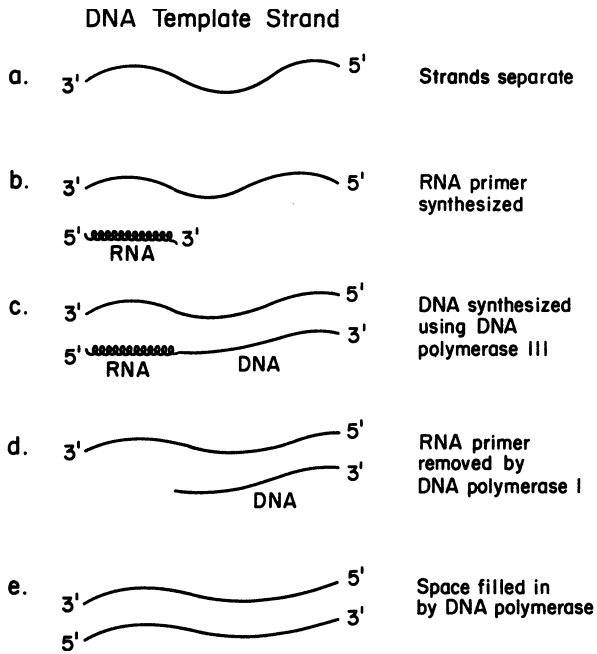 DNA Template Strand
a.
3' 5'
Strands separate
b.
3' 5'
RNA primer
synthesized
5' 3'
RNA
c.
3' 5'
DNA synthesized
using DNA
polymerase III
5' 3'
RNA DNA
d.
3' 5'
RNA primer
removed by
DNA polymerase I
3'
DNA
e.
3' 5'
Space filled in
by DNA polymerase
5' 3'